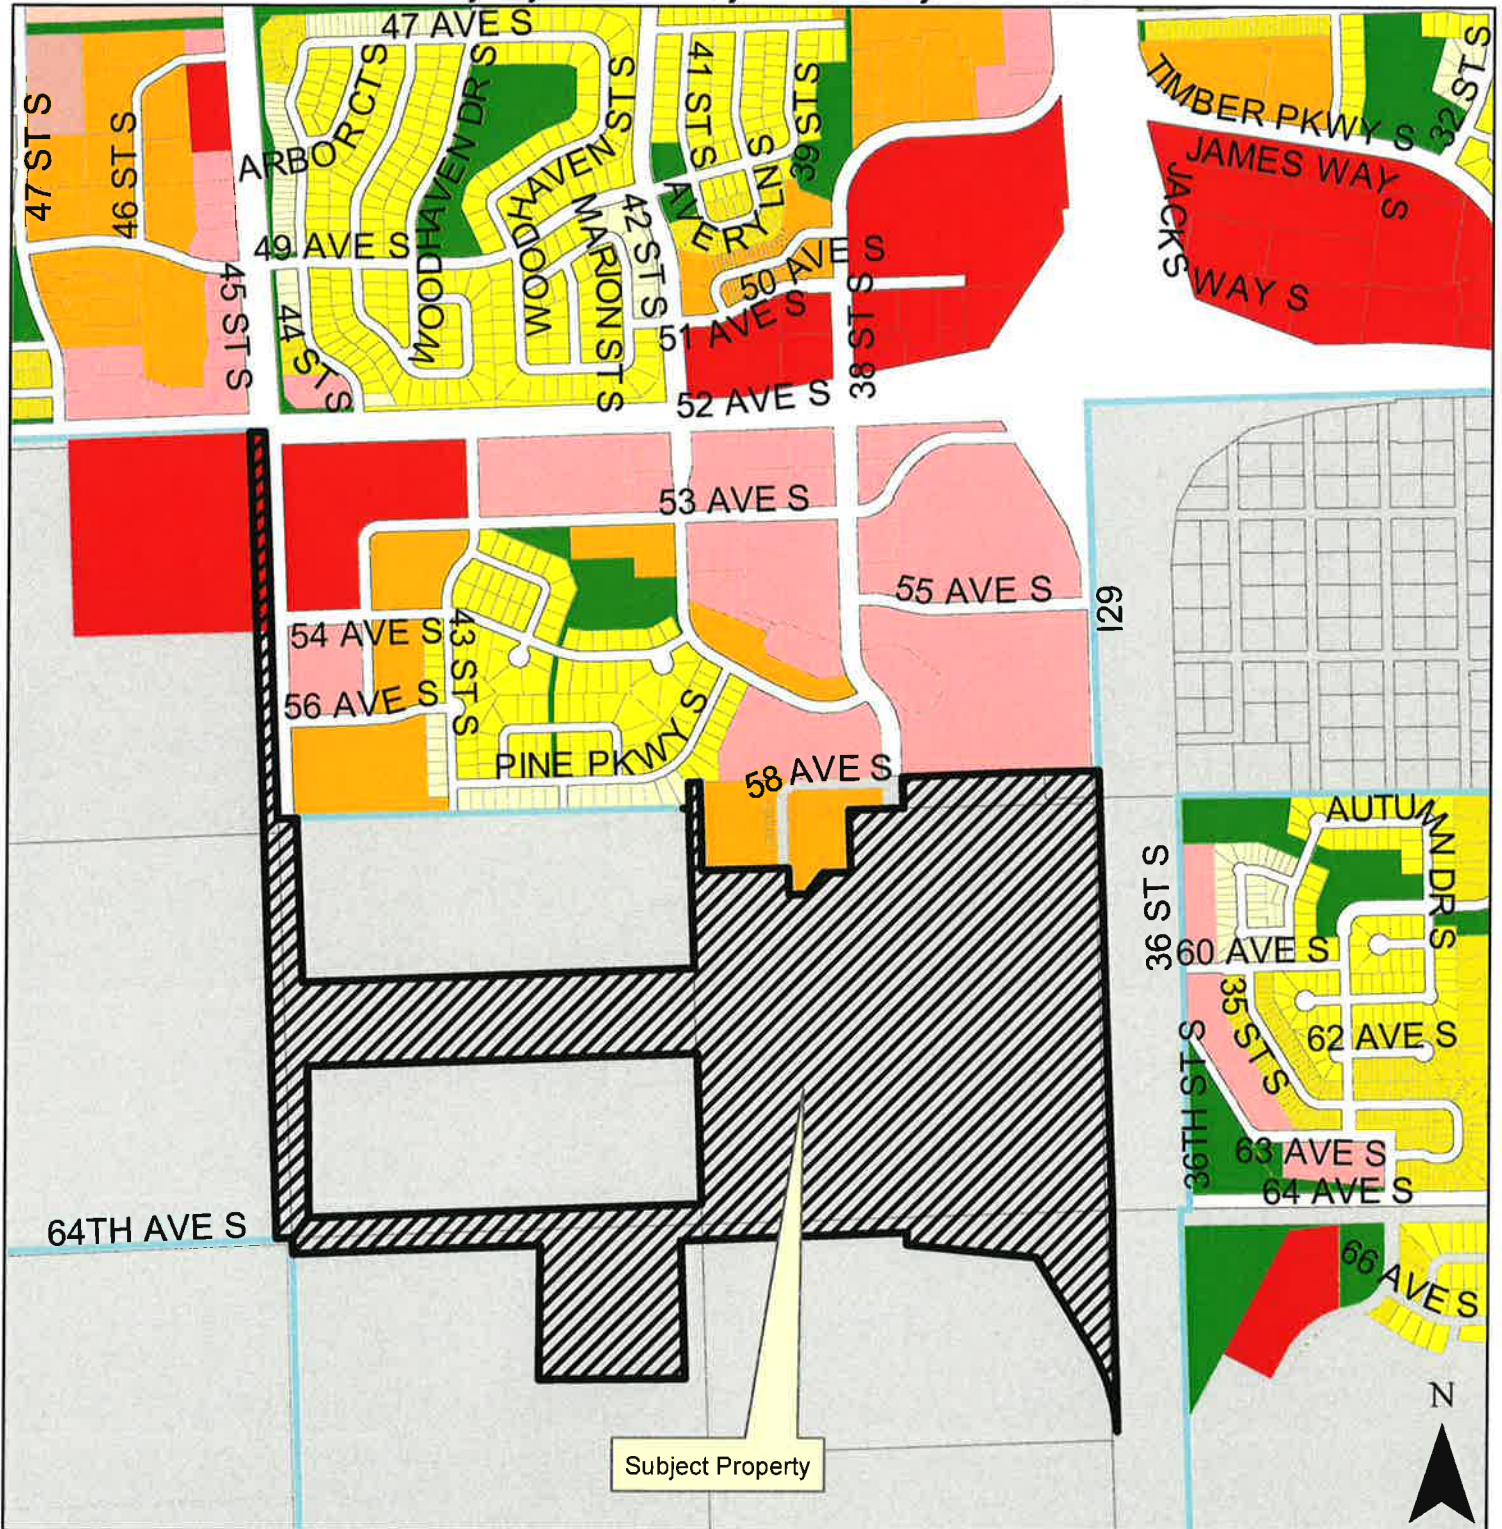 47 AVE S
47 ST S
46 ST S
45 ST S
ARBOR CT S
WOODHAVEN DR S
49 AVE S
44 ST S
WOODHAVEN ST S
MARION ST S
42 ST S
41 ST S
AVERY LN S
39 ST S
50 AVE S
51 AVE S
38 ST S
52 AVE S
TIMBER PKWY S
32 ST S
JAMES WAY S
JACKS WAY S
53 AVE S
55 AVE S
I29
54 AVE S
43 ST S
56 AVE S
PINE PKWY S
58 AVE S
36 ST S
AUTUMN DR S
60 AVE S
35 ST S
62 AVE S
36TH ST S
63 AVE S
64 AVE S
64TH AVE S
66 AVE S
Subject Property
N